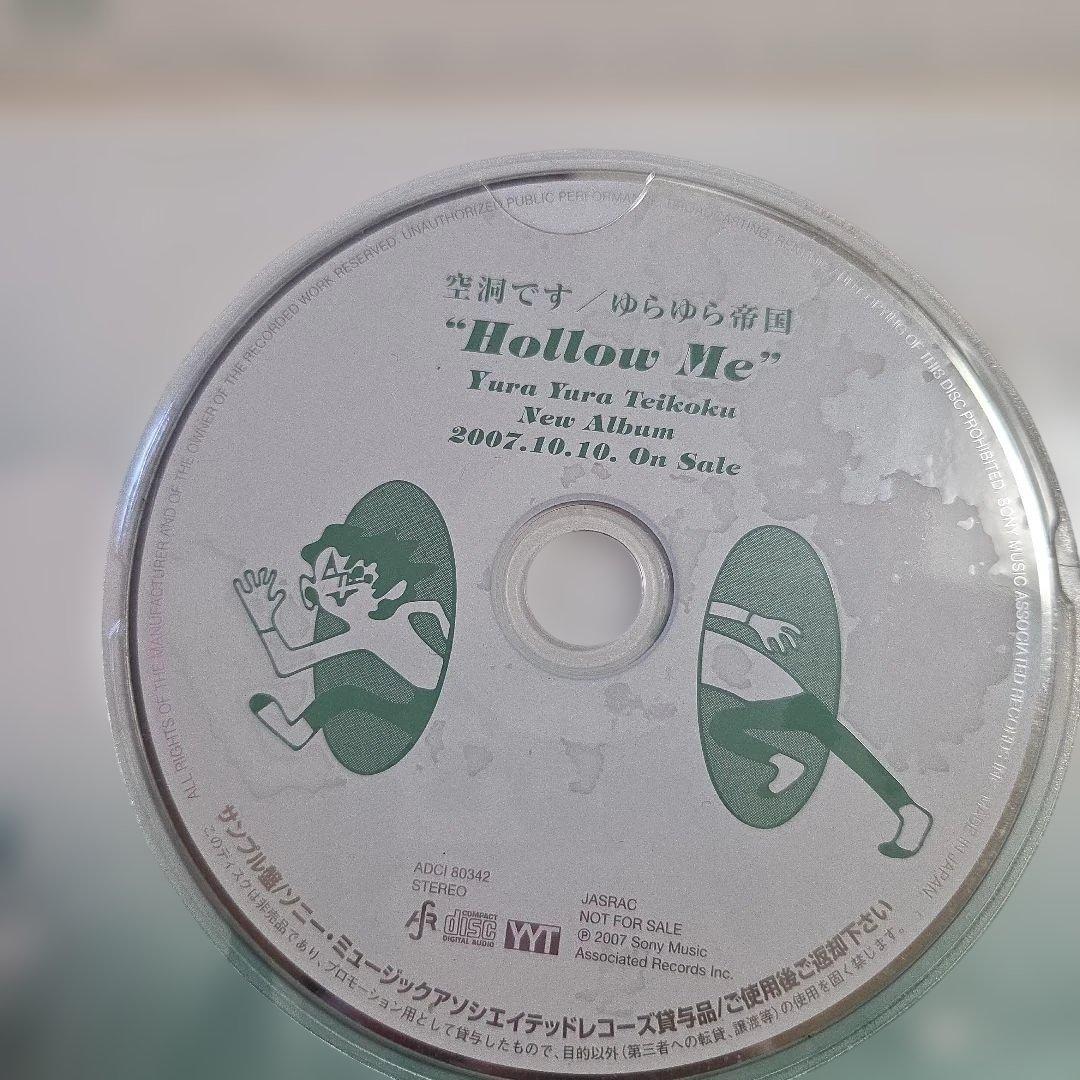 空洞です／ゆらゆら帝国
“Hollow Me”
Yura Yura Teikoku
New Album
2007.10.10. On Sale
ADCI 80342
STEREO
COMPACT
disc
DIGITAL AUDIO
YYT
JASRAC
NOT FOR SALE
Ⓟ 2007 Sony Music
Associated Records Inc.
サンプル盤/ソニー・ミュージックアソシエイテッドレコーズ貸与品/ご使用後ご返却下さい
このディスクは非売品であり、プロモーション用として貸与したもので、目的以外（第三者への転貸、譲渡等）の使用を固く禁じます。
ALL RIGHTS OF THE MANUFACTURER AND OF THE OWNER OF THE RECORDED WORK RESERVED. UNAUTHORIZED PUBLIC PERFORMANCE, BROADCASTING, OF THIS DISC PROHIBITED. SONY MUSIC ASSOCIATED RECORDS INC. MADE IN JAPAN